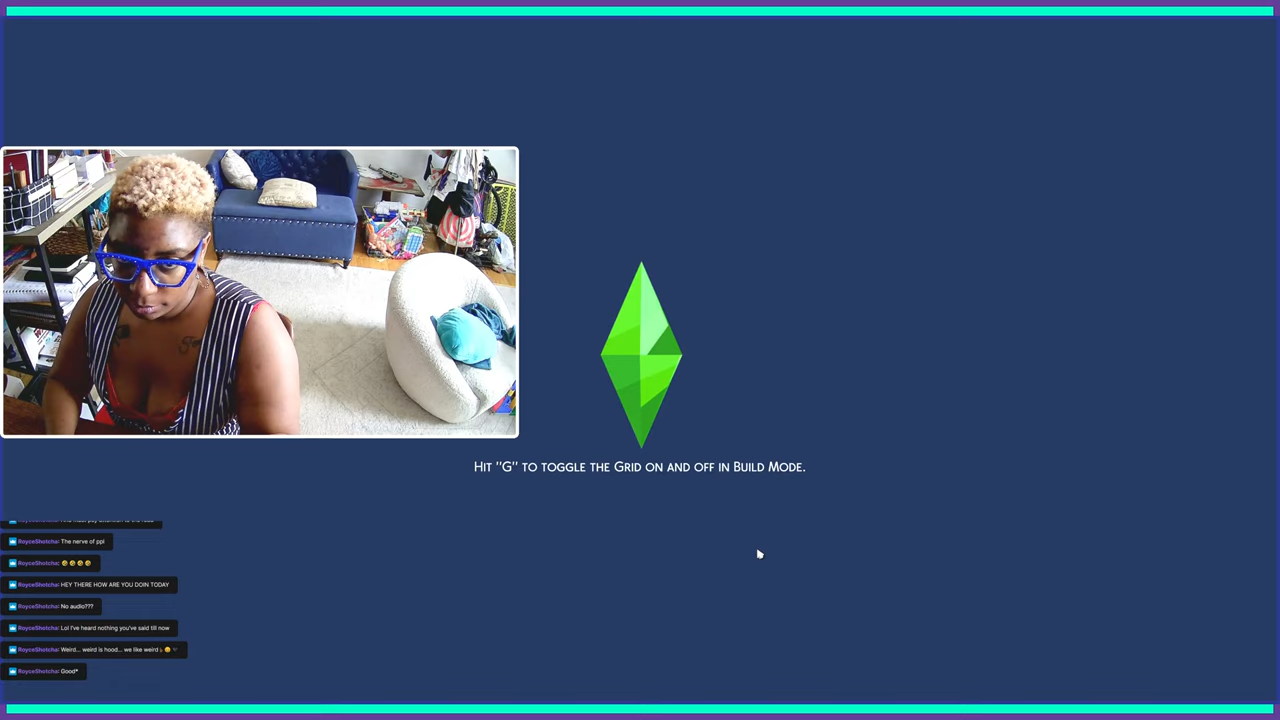 Hit "G" to toggle the Grid on and off in Build Mode.
RoyceShotcha: The nerve of ppl
RoyceShotcha: 🤣🤣🤣🤣
RoyceShotcha: HEY THERE HOW ARE YOU DOIN TODAY
RoyceShotcha: No audio???
RoyceShotcha: Lol I've heard nothing you've said till now
RoyceShotcha: Weird... weird is hood... we like weird
RoyceShotcha: Good*